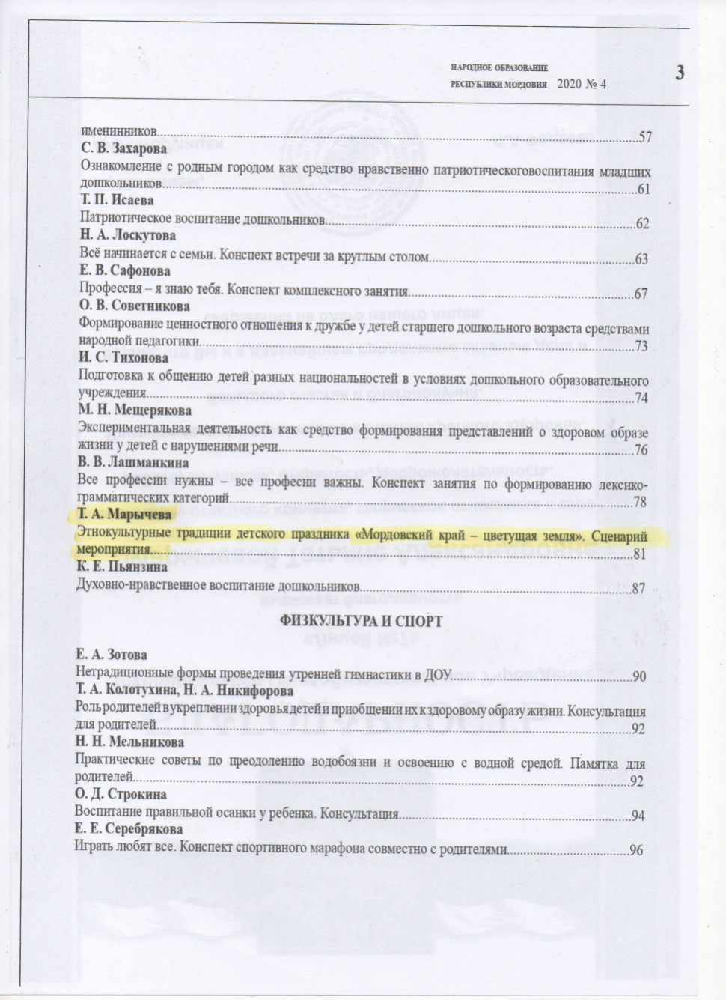 НАРОДНОЕ ОБРАЗОВАНИЕ
РЕСПУБЛИКИ МОРДОВИЯ 2020 № 4
3
именинников....57
С. В. Захарова
Ознакомление с родным городом как средство нравственно патриотическоговоспитания младших
дошкольников....61
Т. П. Исаева
Патриотическое воспитание дошкольников....62
Н. А. Лоскутова
Всё начинается с семьи. Конспект встречи за круглым столом....63
Е. В. Сафонова
Профессия – я знаю тебя. Конспект комплексного занятия....67
О. В. Советникова
Формирование ценностного отношения к дружбе у детей старшего дошкольного возраста средствами
народной педагогики....73
И. С. Тихонова
Подготовка к общению детей разных национальностей в условиях дошкольного образовательного
учреждения....74
М. Н. Мещерякова
Экспериментальная деятельность как средство формирования представлений о здоровом образе
жизни у детей с нарушениями речи....76
В. В. Лашманкина
Все профессии нужны – все професии важны. Конспект занятия по формированию лексико-
грамматических категорий....78
Т. А. Марычева
Этнокультурные традиции детского праздника «Мордовский край – цветущая земля». Сценарий
мероприятия....81
К. Е. Пьянзина
Духовно-нравственное воспитание дошкольников....87
ФИЗКУЛЬТУРА И СПОРТ
Е. А. Зотова
Нетрадиционные формы проведения утренней гимнастики в ДОУ....90
Т. А. Колотухина, Н. А. Никифорова
Роль родителей в укреплении здоровья детей и приобщении их к здоровому образу жизни. Консультация
для родителей....92
Н. Н. Мельникова
Практические советы по преодолению водобоязни и освоению с водной средой. Памятка для
родителей....92
О. Д. Строкина
Воспитание правильной осанки у ребенка. Консультация....94
Е. Е. Серебрякова
Играть любят все. Конспект спортивного марафона совместно с родителями....96